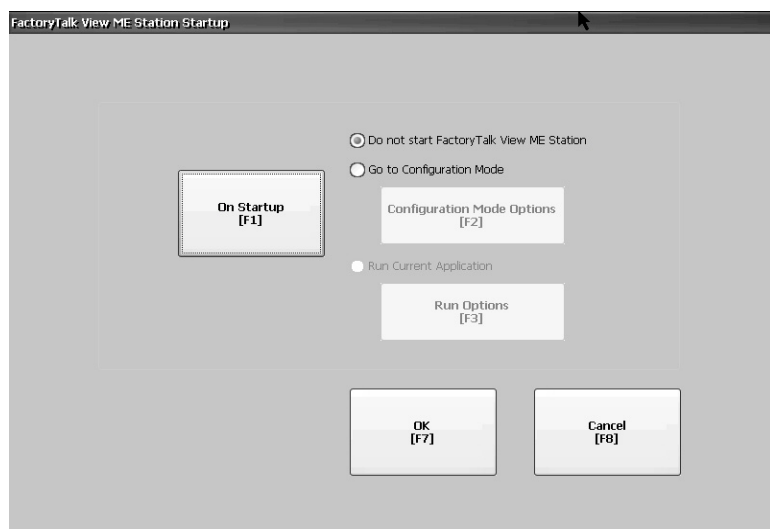 FactoryTalk View ME Station Startup
Do not start FactoryTalk View ME Station
Go to Configuration Mode
On Startup
[F1]
Configuration Mode Options
[F2]
Run Current Application
Run Options
[F3]
OK
[F7]
Cancel
[F8]